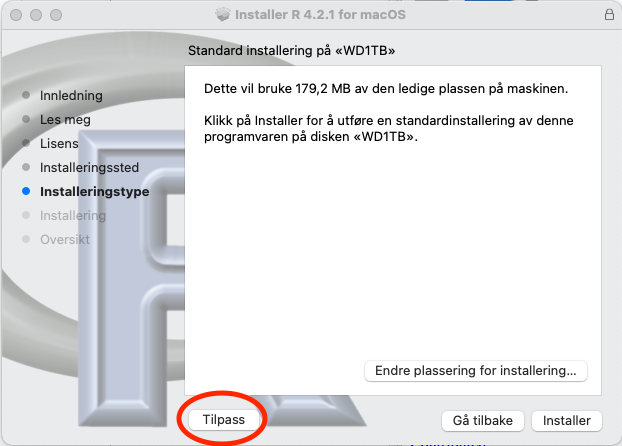 Installer R 4.2.1 for macOS
Standard installering på «WD1TB»
Innledning
Les meg
Lisens
Installeringssted
Installeringstype
Installering
Oversikt
Dette vil bruke 179,2 MB av den ledige plassen på maskinen.
Klikk på Installer for å utføre en standardinstallering av denne
programvaren på disken «WD1TB».
Endre plassering for installering...
Tilpass
Gå tilbake
Installer